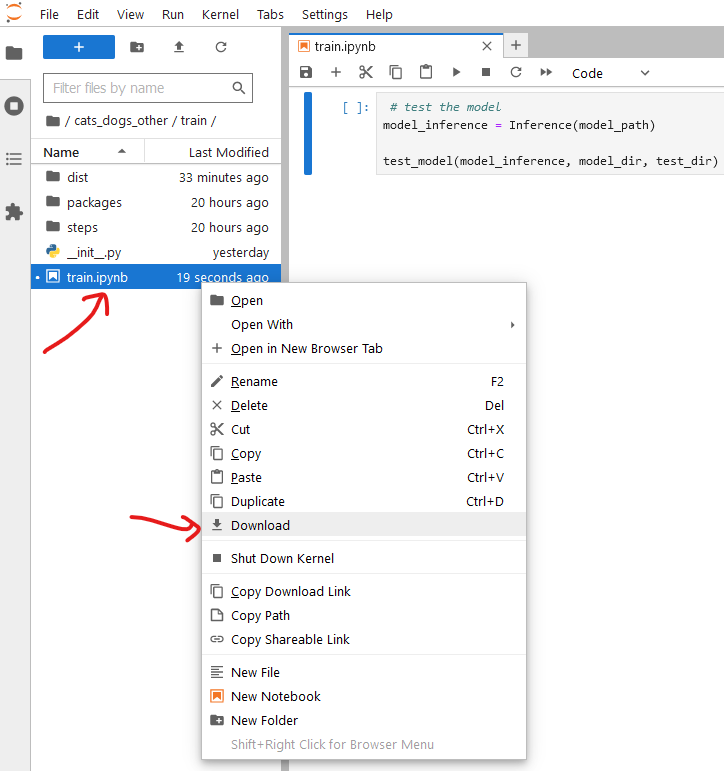 File Edit View Run Kernel Tabs Settings Help
train.ipynb
Code
Filter files by name
/ cats_dogs_other / train /
Name Last Modified
dist 33 minutes ago
packages 20 hours ago
steps 20 hours ago
__init__.py yesterday
train.ipynb 19 seconds ago
[ ]: # test the model
model_inference = Inference(model_path)
test_model(model_inference, model_dir, test_dir)
Open
Open With
Open in New Browser Tab
Rename F2
Delete Del
Cut Ctrl+X
Copy Ctrl+C
Paste Ctrl+V
Duplicate Ctrl+D
Download
Shut Down Kernel
Copy Download Link
Copy Path
Copy Shareable Link
New File
New Notebook
New Folder
Shift+Right Click for Browser Menu